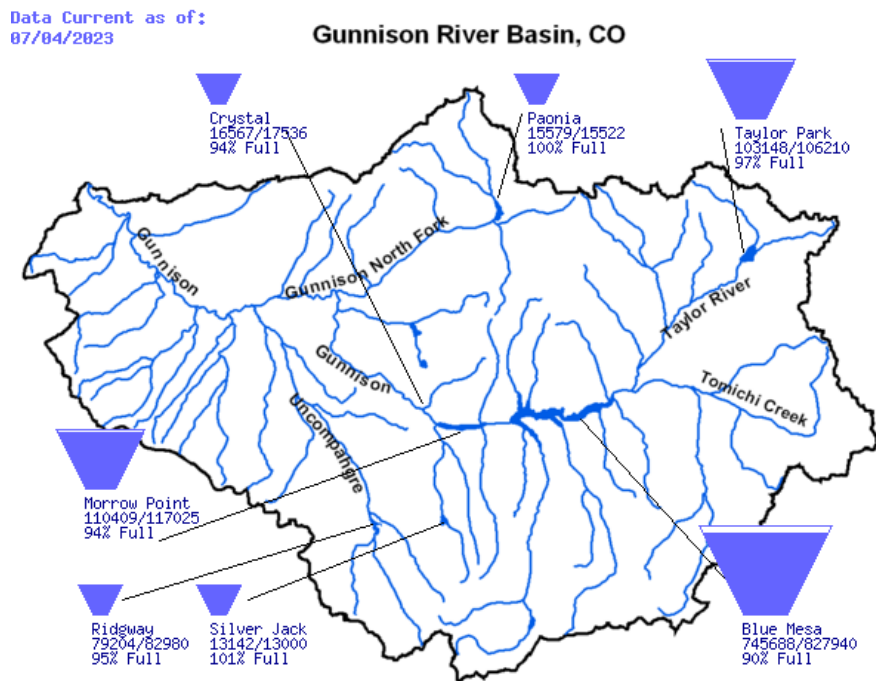 Data Current as of:
07/04/2023
Gunnison River Basin, CO
Crystal
16567/17536
94% Full
Paonia
15579/15522
100% Full
Taylor Park
103148/106210
97% Full
Gunnison
Gunnison North Fork
Taylor River
Gunnison
Tomichi Creek
Uncompahgre
Morrow Point
110409/117025
94% Full
Ridgway
79204/82980
95% Full
Silver Jack
13142/13000
101% Full
Blue Mesa
745688/827940
90% Full